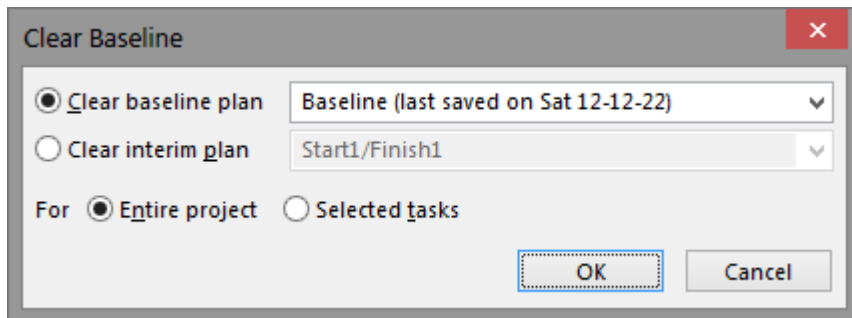 Clear Baseline
Clear baseline plan Baseline (last saved on Sat 12-12-22)
Clear interim plan Start1/Finish1
For Entire project Selected tasks
OK Cancel